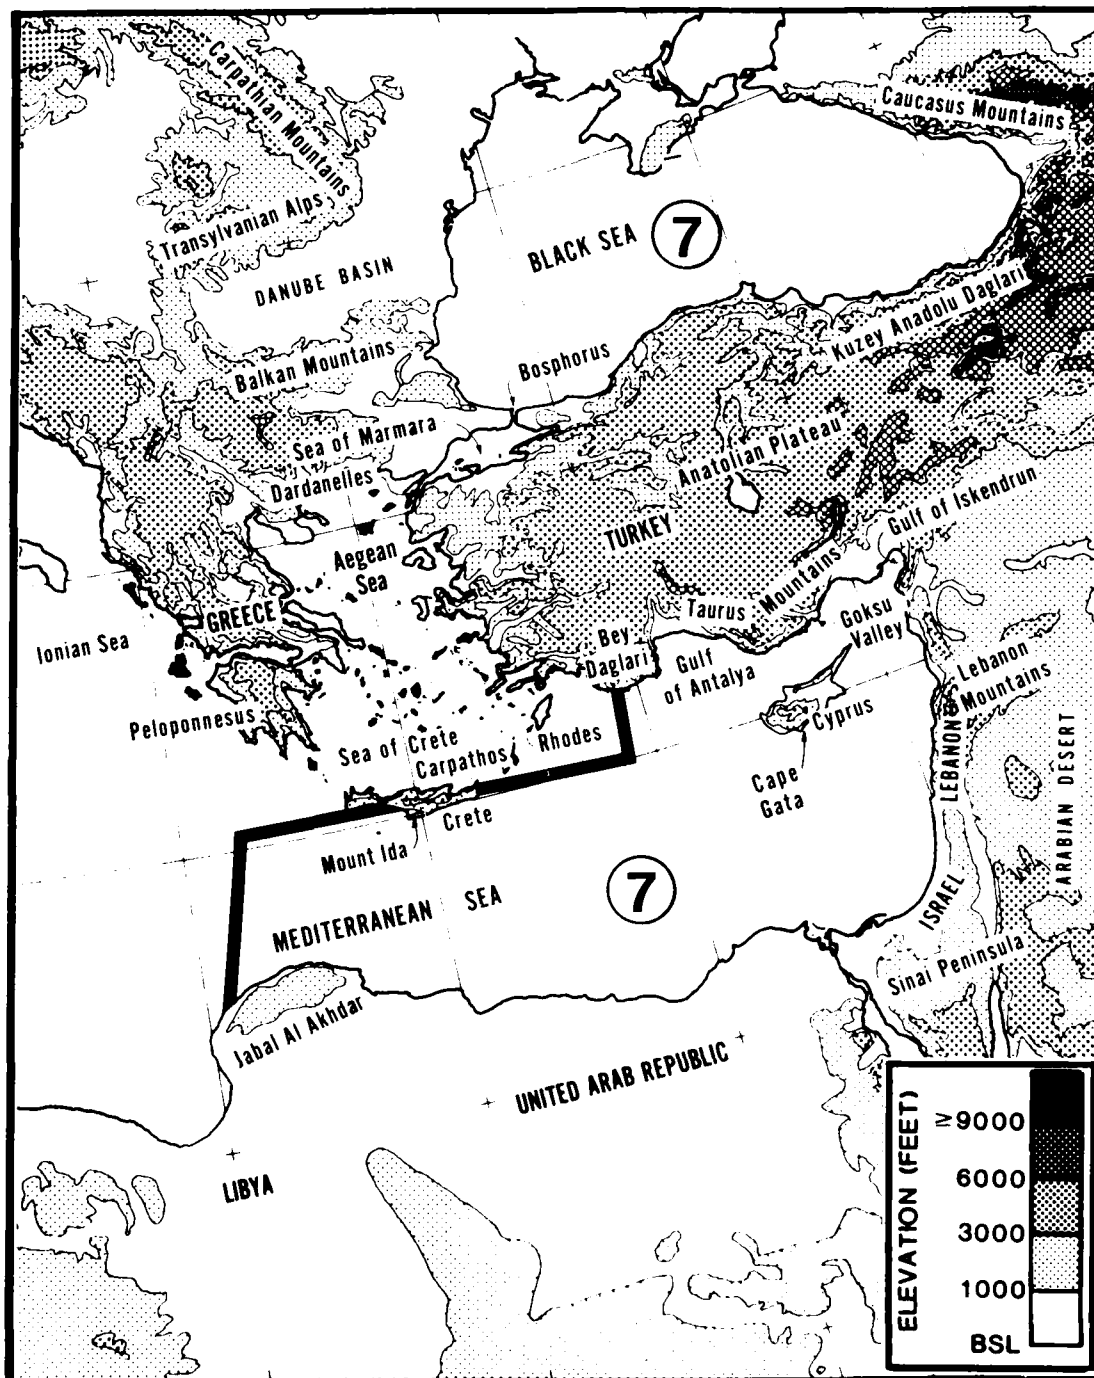 Carpathian Mountains
Caucasus Mountains
Transylvanian Alps
BLACK SEA
7
DANUBE BASIN
Kuzey Anadolu Daglari
Balkan Mountains
Bosphorus
Sea of Marmara
Dardanelles
Anatolian Plateau
Gulf of Iskendrun
TURKEY
Aegean
Sea
Taurus Mountains
Goksu
Valley
GREECE
Ionian Sea
Bey
Daglari
Gulf
of Antalya
Lebanon
Mountains
Peloponnesus
Cyprus
Sea of Crete
Carpathos
Rhodes
LEBANON
ARABIAN DESERT
Cape
Gata
Crete
Mount Ida
7
MEDITERRANEAN SEA
ISRAEL
Sinai Peninsula
Jabal Al Akhdar
UNITED ARAB REPUBLIC
LIBYA
ELEVATION (FEET)
≥9000
6000
3000
1000
BSL